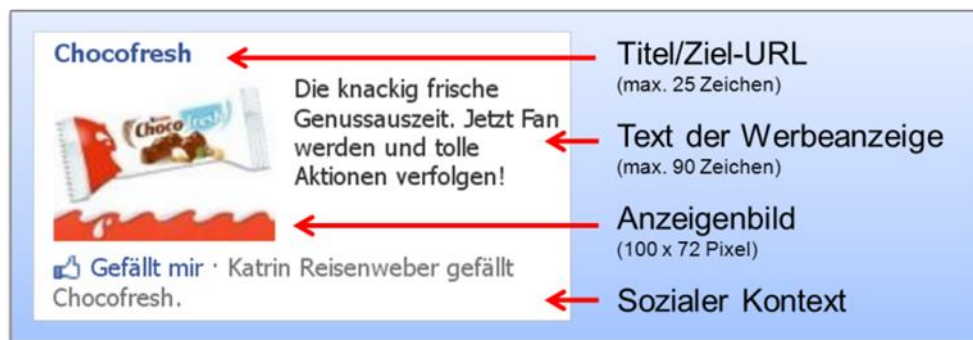 Chocofresh
Die knackig frische
Genussauszeit. Jetzt Fan
werden und tolle
Aktionen verfolgen!
Choco fresh
Gefällt mir · Katrin Reisenweber gefällt
Chocofresh.
Titel/Ziel-URL
(max. 25 Zeichen)
Text der Werbeanzeige
(max. 90 Zeichen)
Anzeigenbild
(100 x 72 Pixel)
Sozialer Kontext